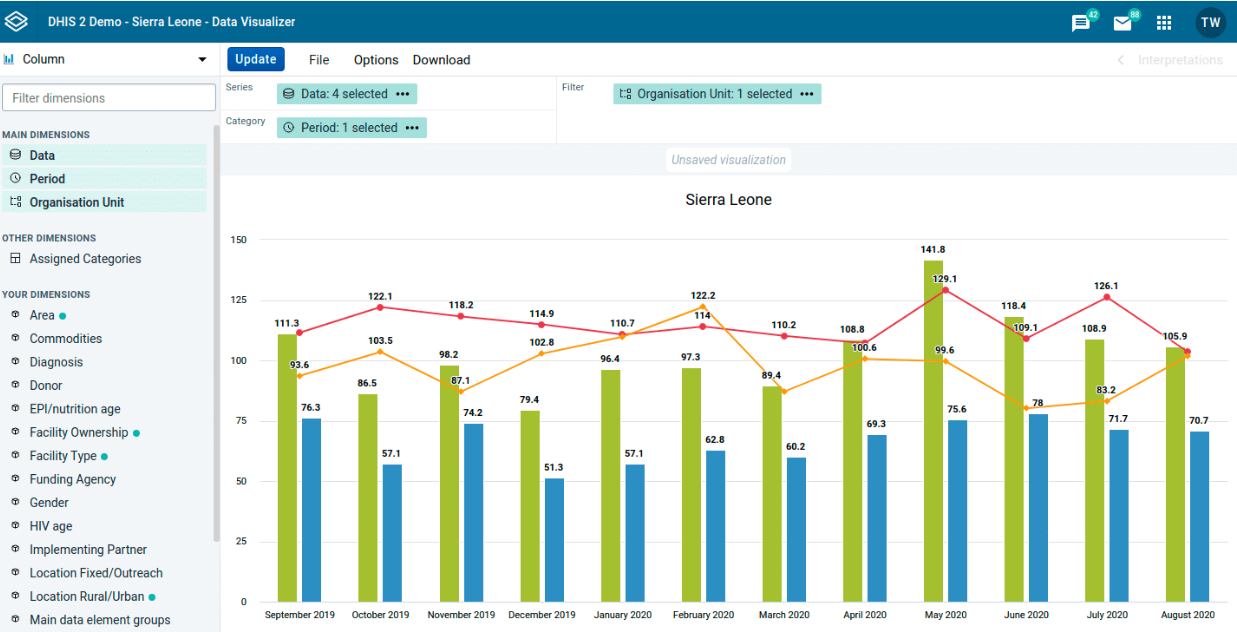 DHIS 2 Demo - Sierra Leone - Data Visualizer
42
88
TW
Column
Update
File
Options
Download
Interpretations
Filter dimensions
MAIN DIMENSIONS
Data
Period
Organisation Unit
OTHER DIMENSIONS
Assigned Categories
YOUR DIMENSIONS
Area
Commodities
Diagnosis
Donor
EPI/nutrition age
Facility Ownership
Facility Type
Funding Agency
Gender
HIV age
Implementing Partner
Location Fixed/Outreach
Location Rural/Urban
Main data element groups
Series
Data: 4 selected
Filter
Organisation Unit: 1 selected
Category
Period: 1 selected
Unsaved visualization
Sierra Leone
150
125
100
75
50
25
0
111.3
93.6
76.3
122.1
103.5
86.5
57.1
118.2
98.2
87.1
74.2
114.9
102.8
79.4
51.3
110.7
96.4
57.1
122.2
114
97.3
62.8
110.2
89.4
60.2
108.8
100.6
69.3
141.8
129.1
99.6
75.6
118.4
109.1
78
126.1
108.9
83.2
71.7
105.9
70.7
September 2019
October 2019
November 2019
December 2019
January 2020
February 2020
March 2020
April 2020
May 2020
June 2020
July 2020
August 2020